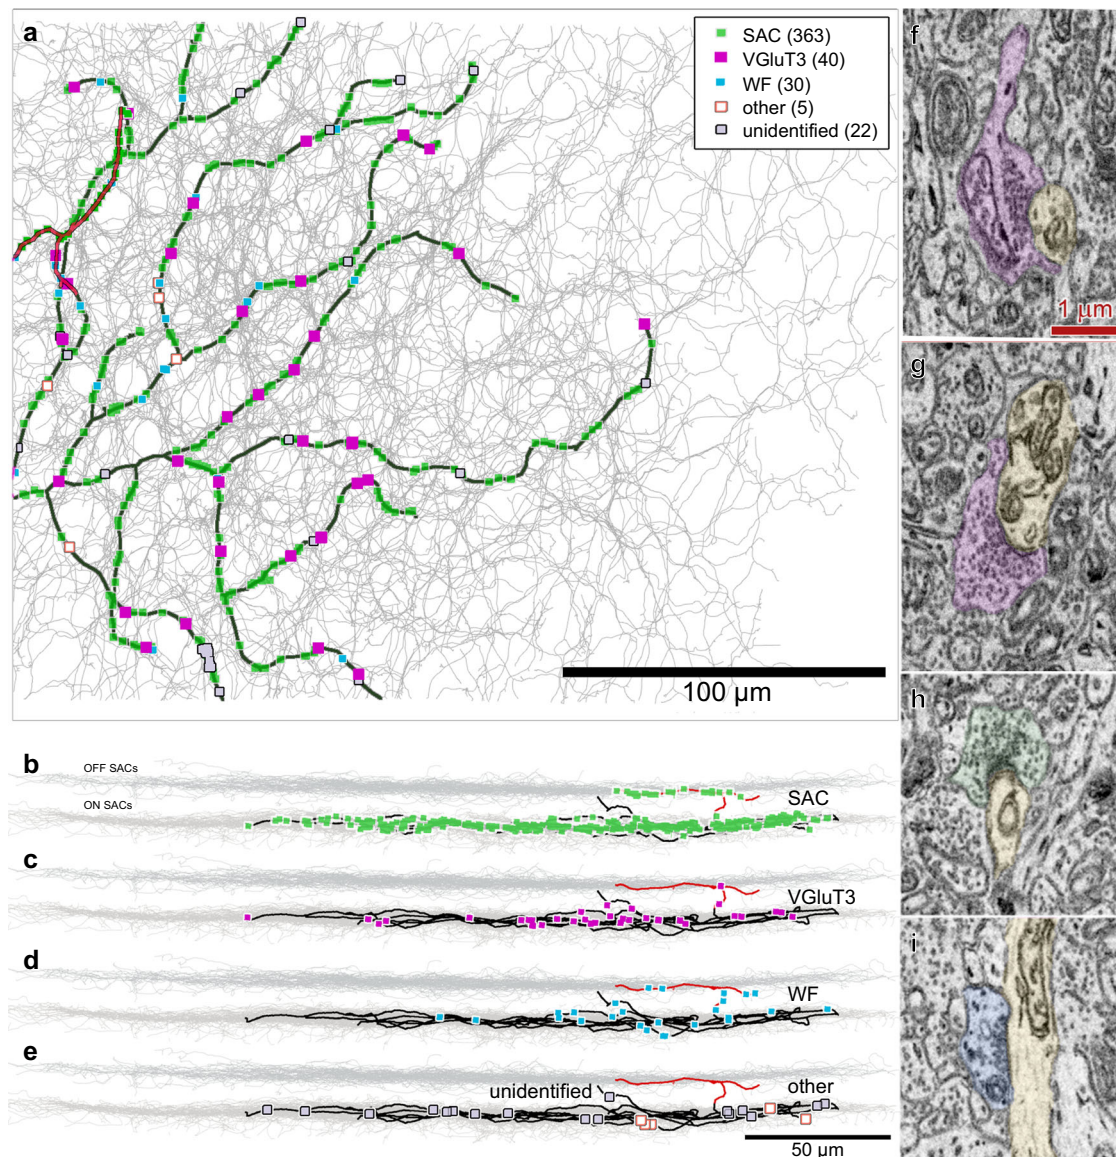 a
SAC (363)
VGluT3 (40)
WF (30)
other (5)
unidentified (22)
100 µm
b
OFF SACs
ON SACs
SAC
c
VGluT3
d
WF
e
unidentified
other
50 µm
f
1 µm
g
h
i